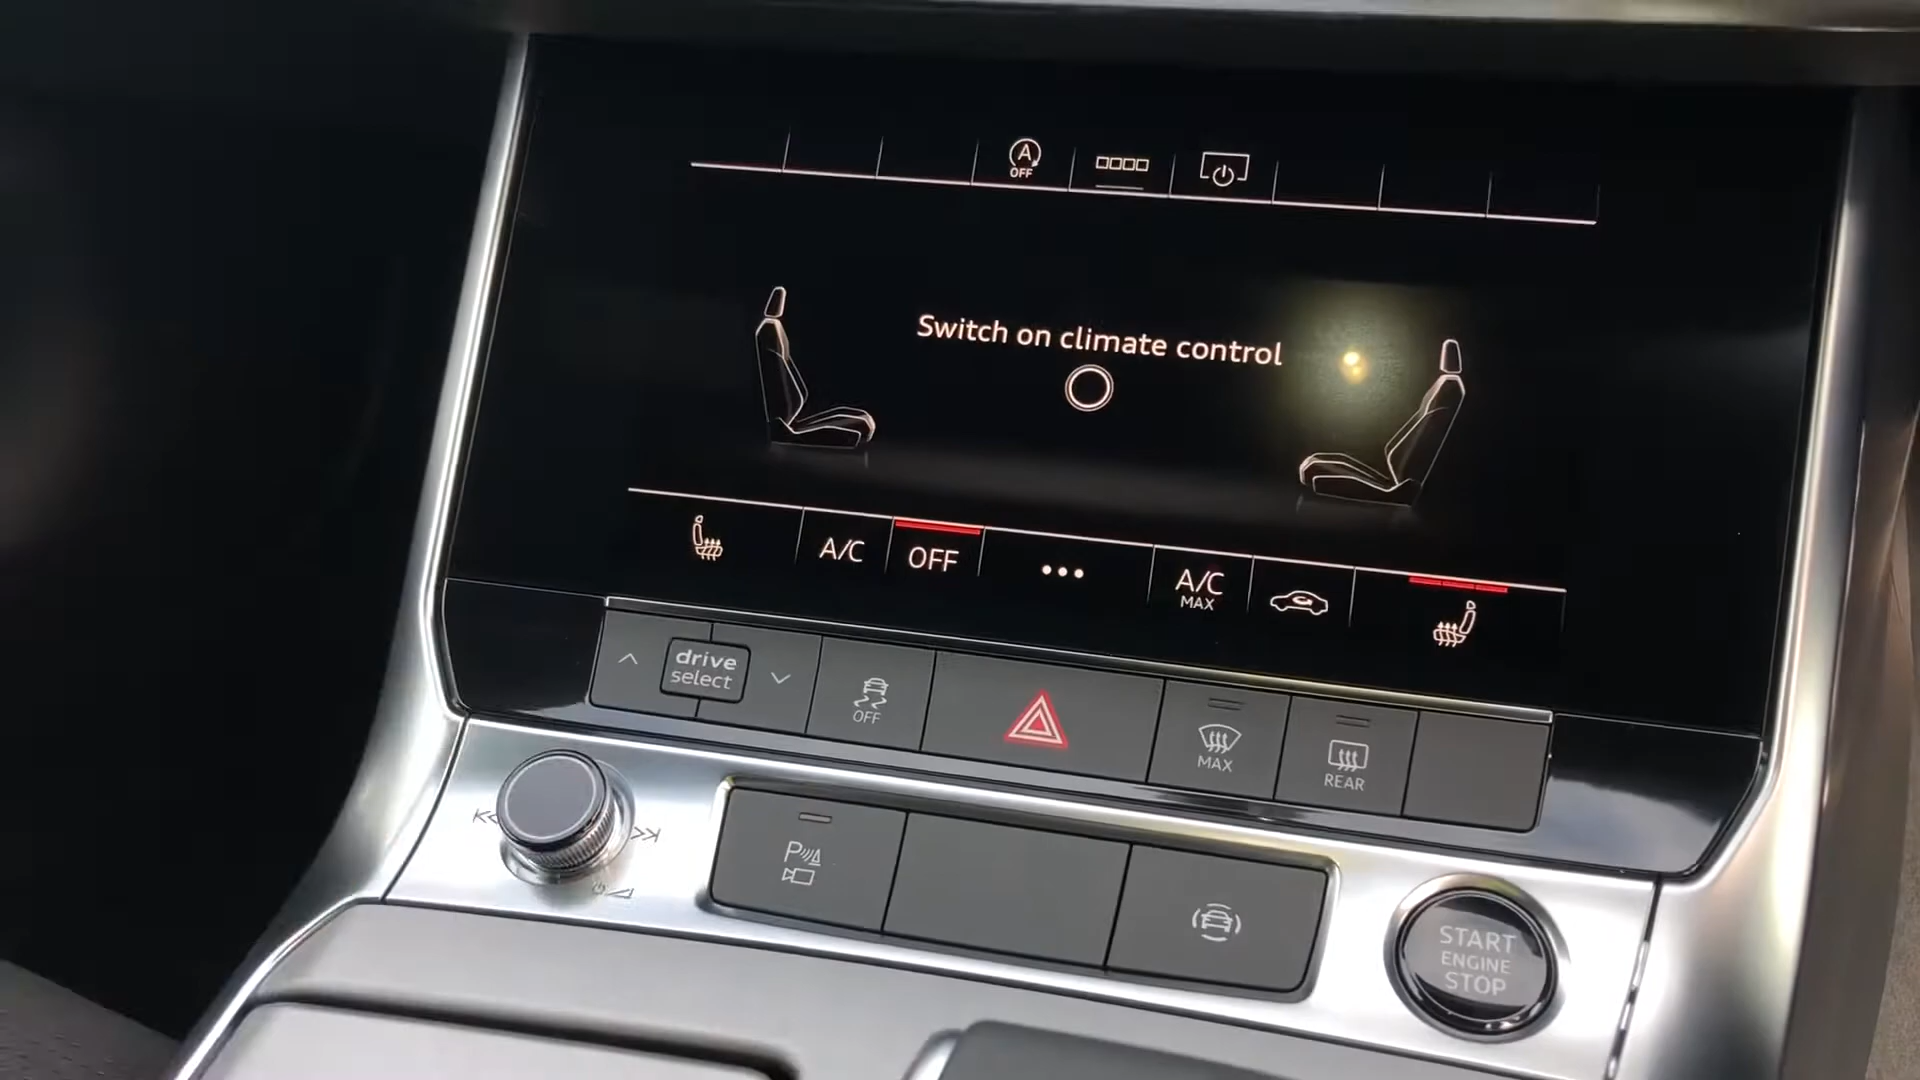 A
OFF
Switch on climate control
A/C
OFF
A/C
MAX
drive
select
OFF
MAX
REAR
P
START
ENGINE
STOP